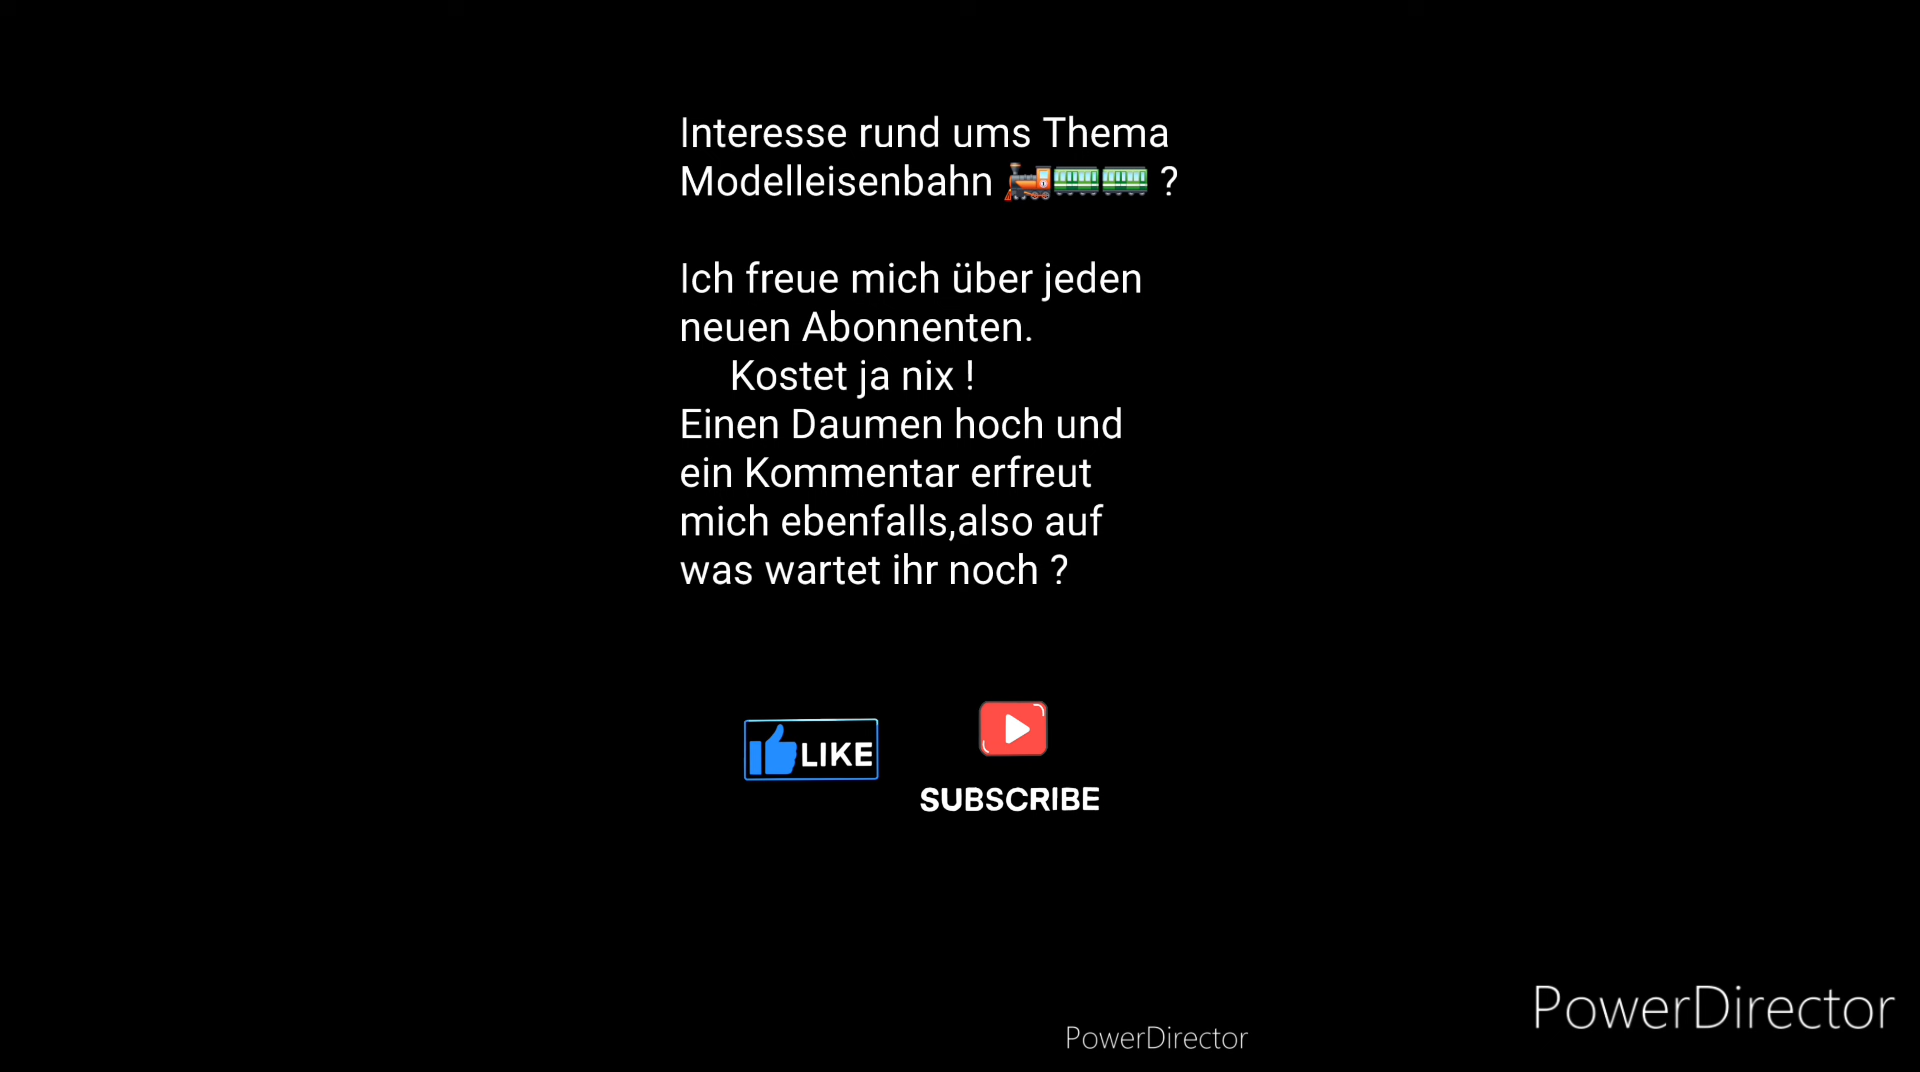 Interesse rund ums Thema
Modelleisenbahn 🚂🚃🚃 ?
Ich freue mich über jeden
neuen Abonnenten.
Kostet ja nix !
Einen Daumen hoch und
ein Kommentar erfreut
mich ebenfalls,also auf
was wartet ihr noch ?
LIKE
SUBSCRIBE
PowerDirector
PowerDirector